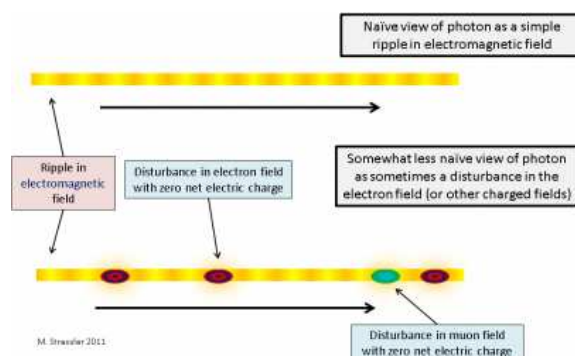 Naïve view of photon as a simple
ripple in electromagnetic field
Ripple in
electromagnetic
field
Disturbance in electron field
with zero net electric charge
Somewhat less naïve view of photon
as sometimes a disturbance in the
electron field (or other charged fields)
M. Strassler 2011
Disturbance in muon field
with zero net electric charge